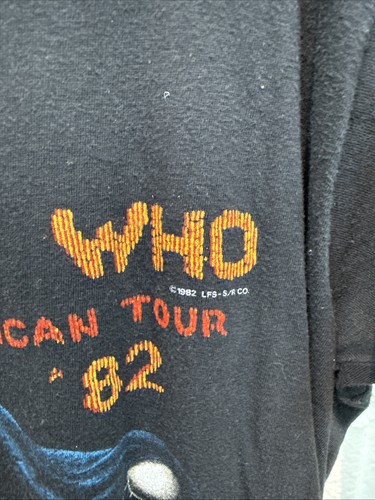 WHO
©1982 LFS-S/R CO.
ICAN TOUR
'82